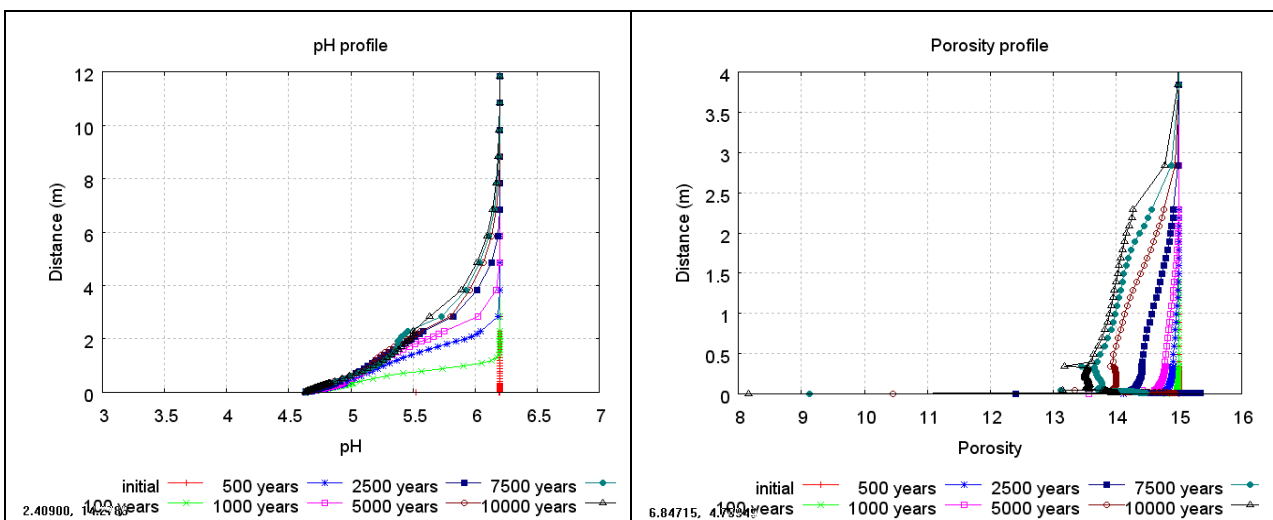 pH profile
12
10
8
6
4
2
0
Distance (m)
3
3.5
4
4.5
5
5.5
6
6.5
7
pH
initial
500 years
2500 years
7500 years
100 years
1000 years
5000 years
10000 years
Porosity profile
4
3.5
3
2.5
2
1.5
1
0.5
0
Distance (m)
8
9
10
11
12
13
14
15
16
Porosity
initial
500 years
2500 years
7500 years
100 years
1000 years
5000 years
10000 years
2.40900,
6.84715,